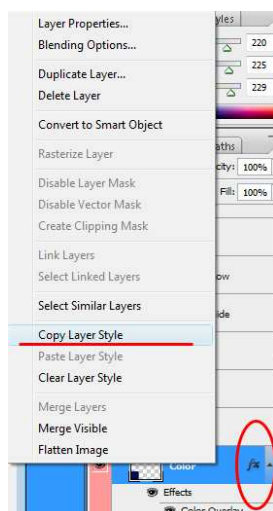 Layer Properties...
yles
Blending Options...
220
225
Duplicate Layer...
229
Delete Layer
Convert to Smart Object
aths
Rasterize Layer
city: 100%
Disable Layer Mask
Fill: 100%
Disable Vector Mask
Create Clipping Mask
Link Layers
Select Linked Layers
ow
Select Similar Layers
ide
Copy Layer Style
Paste Layer Style
Clear Layer Style
Merge Layers
Merge Visible
Flatten Image
Color fx
Effects
Color Overlay